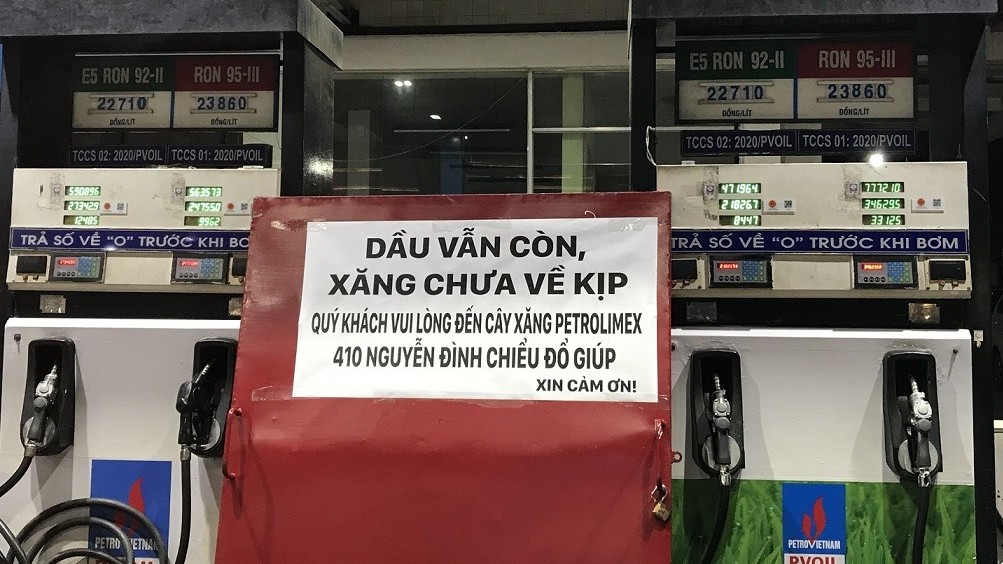 E5 RON 92-II RON 95-III
22710 23860
ĐỒNG/LÍT ĐỒNG/LÍT
TCCS 02: 2020/PVOIL TCCS 01: 2020/PVOIL
590896 563573
273429 247550
12485 9962
TRẢ SỐ VỀ "O" TRƯỚC KHI BƠM
E5 RON 92-II RON 95-III
22710 23860
ĐỒNG/LÍT ĐỒNG/LÍT
TCCS 02: 2020/PVOIL TCCS 01: 2020/PVOIL
471964 777210
218267 346295
8447 33125
TRẢ SỐ VỀ "O" TRƯỚC KHI BƠM
DẦU VẪN CÒN,
XĂNG CHƯA VỀ KỊP
QUÝ KHÁCH VUI LÒNG ĐẾN CÂY XĂNG PETROLIMEX
410 NGUYỄN ĐÌNH CHIỂU ĐỔ GIÚP
XIN CẢM ƠN!
PETROVIETNAM
PETROVIETNAM
PVOIL